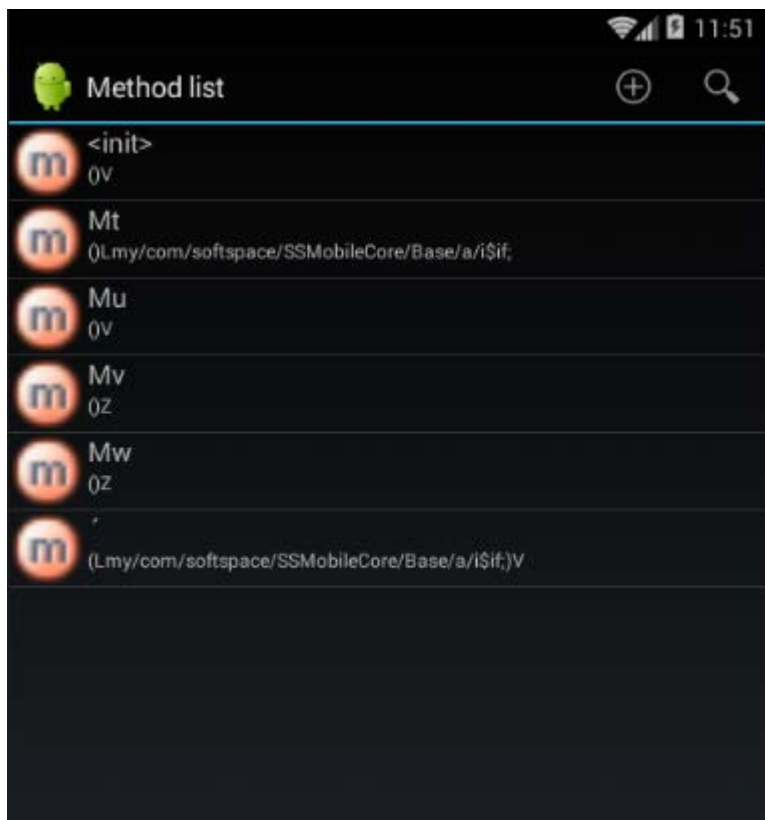 11:51
Method list
<init>
()V
Mt
()Lmy/com/softspace/SSMobileCore/Base/a/i$if;
Mu
()V
Mv
()Z
Mw
()Z
(Lmy/com/softspace/SSMobileCore/Base/a/i$if;)V